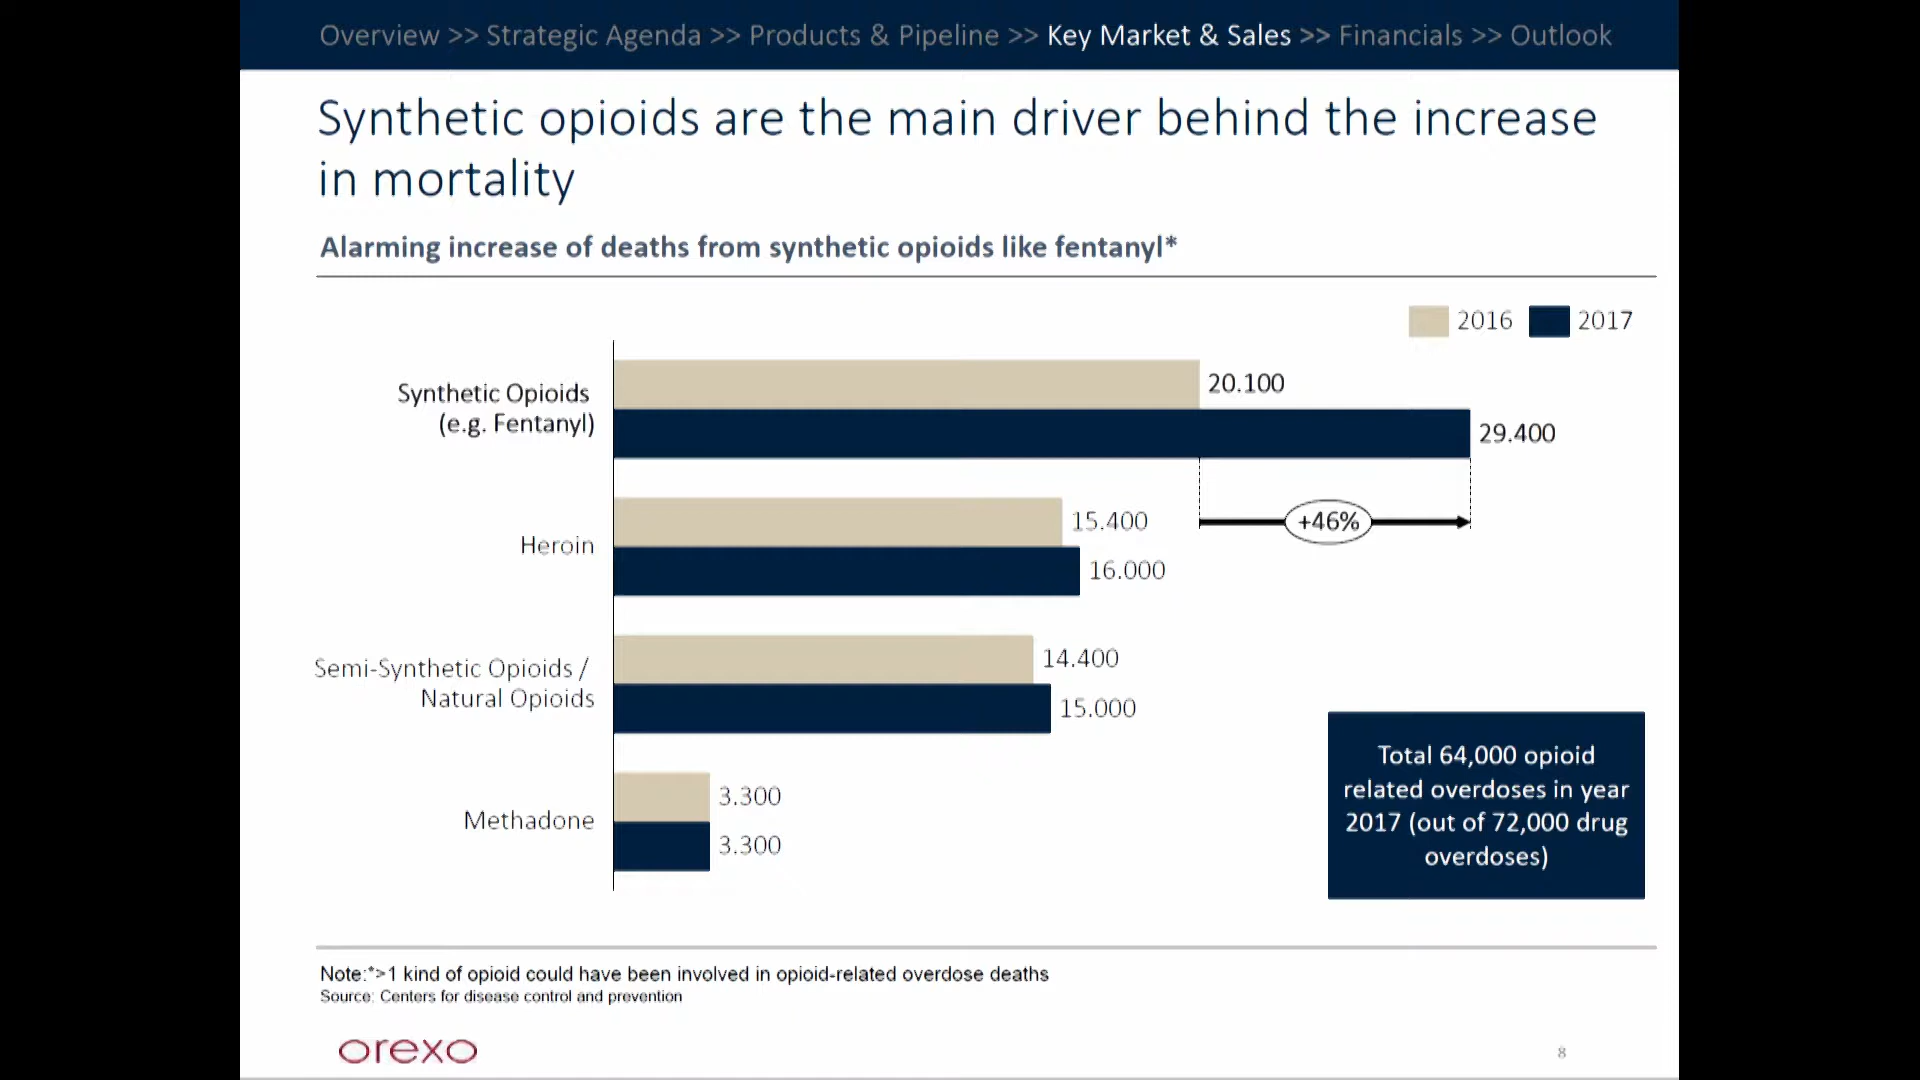 Overview >> Strategic Agenda >> Products & Pipeline >> Key Market & Sales >> Financials >> Outlook
Synthetic opioids are the main driver behind the increase
in mortality
Alarming increase of deaths from synthetic opioids like fentanyl*
2016 2017
Synthetic Opioids
(e.g. Fentanyl)
20.100
29.400
+46%
Heroin
15.400
16.000
Semi-Synthetic Opioids /
Natural Opioids
14.400
15.000
Methadone
3.300
3.300
Total 64,000 opioid
related overdoses in year
2017 (out of 72,000 drug
overdoses)
Note:*>1 kind of opioid could have been involved in opioid-related overdose deaths
Source: Centers for disease control and prevention
orexo
8